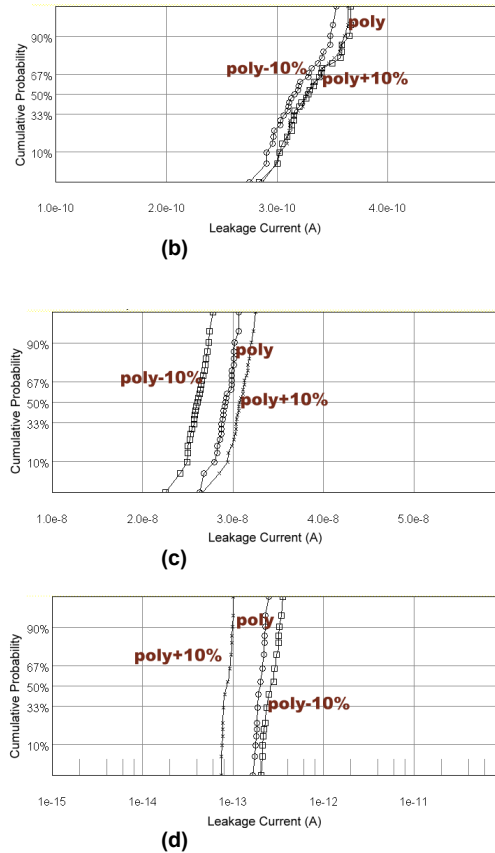 Cumulative Probability
90%
67%
50%
33%
10%
poly
poly-10%
poly+10%
1.0e-10 2.0e-10 3.0e-10 4.0e-10
Leakage Current (A)
(b)
Cumulative Probability
90%
67%
50%
33%
10%
poly
poly-10%
poly+10%
1.0e-8 2.0e-8 3.0e-8 4.0e-8 5.0e-8
Leakage Current (A)
(c)
Cumulative Probability
90%
67%
50%
33%
10%
poly
poly+10%
poly-10%
1e-15 1e-14 1e-13 1e-12 1e-11
Leakage Current (A)
(d)